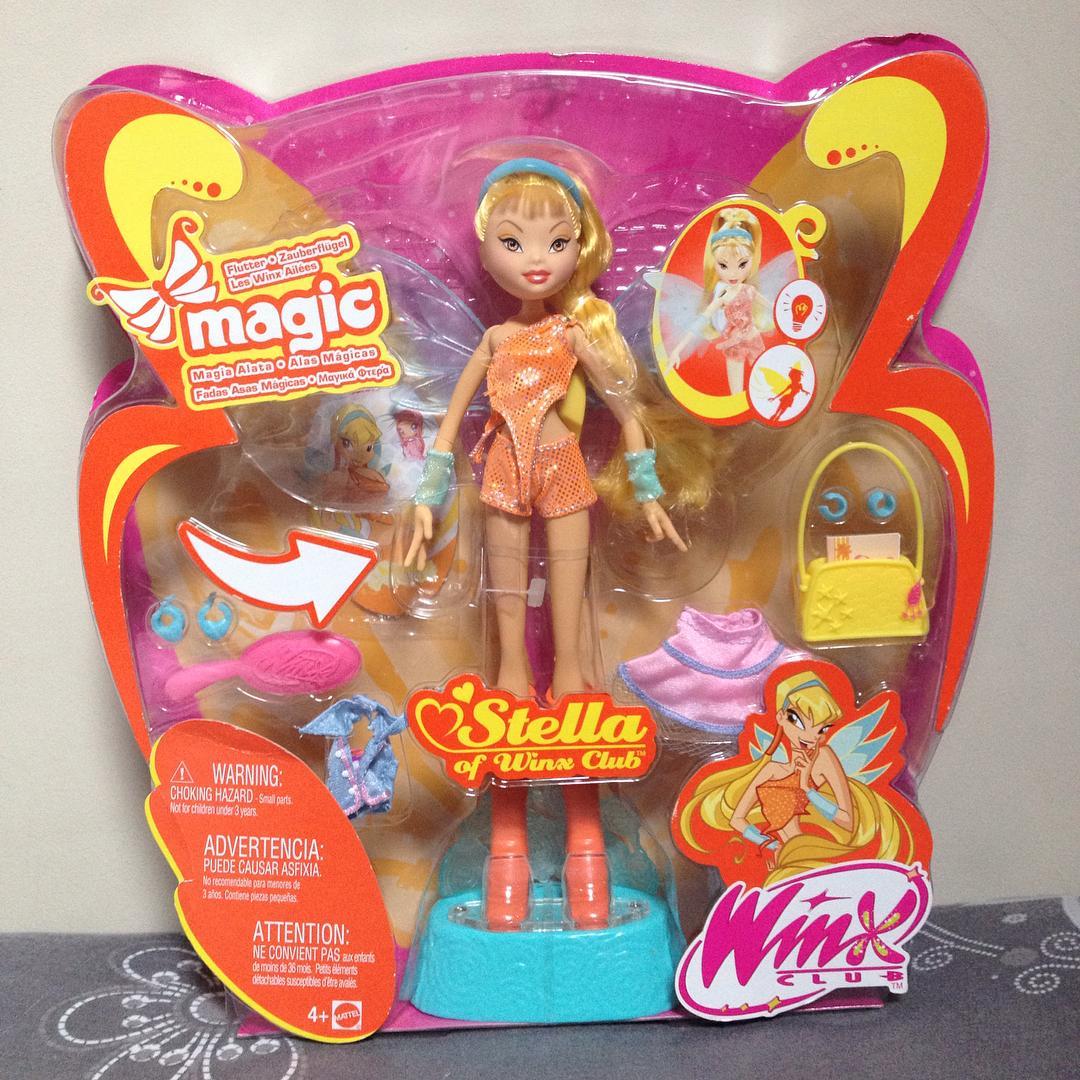 Flutter • Zauberflügel
Les Winx Ailées
magic
Magia Alata • Alas Mágicas
Fadas Asas Mágicas • Μαγικά Φτερά
Stella
of Winx Club™
WARNING:
CHOKING HAZARD - Small parts.
Not for children under 3 years.
ADVERTENCIA:
PUEDE CAUSAR ASFIXIA.
No recomendable para menores de
3 años. Contiene piezas pequeñas.
ATTENTION:
NE CONVIENT PAS aux enfants
de moins de 36 mois. Petits éléments
détachables susceptibles d'être avalés.
4+ MATTEL
Winx
CLUB™